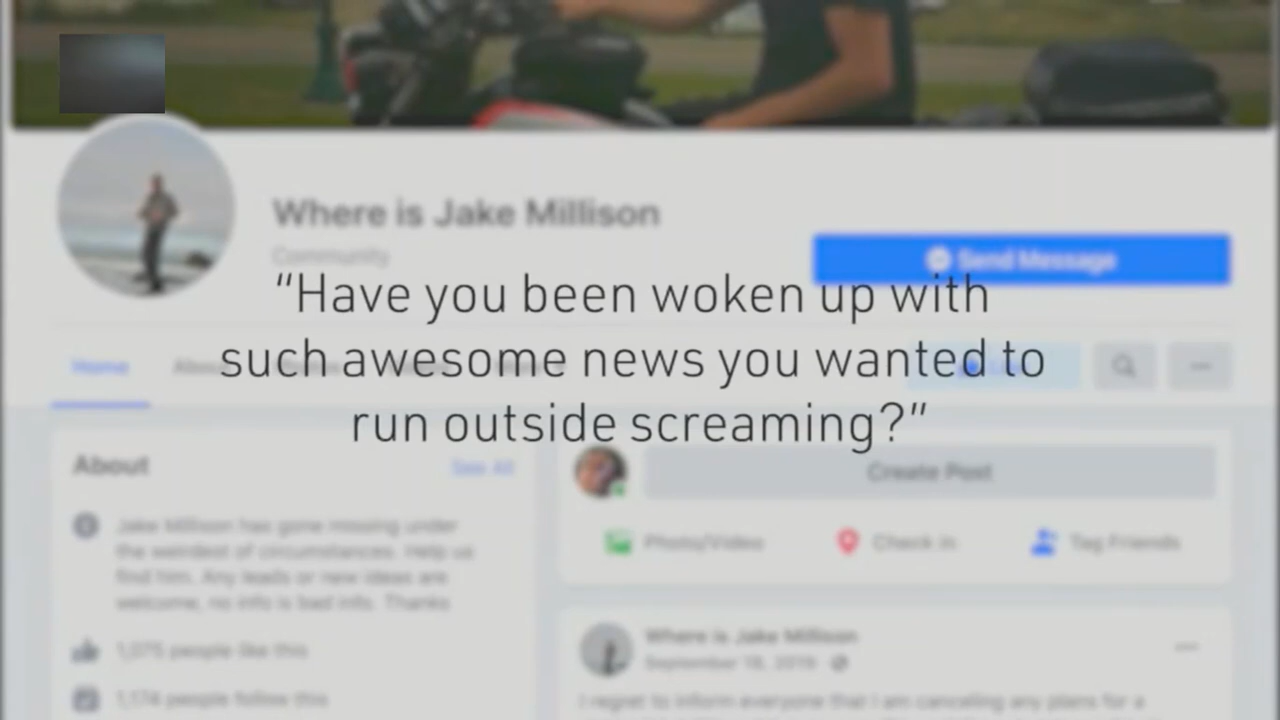 Where is Jake Millison
Community
Send Message
“Have you been woken up with
such awesome news you wanted to
run outside screaming?”
Home
About
See All
Jake Millison has gone missing under
the weirdest of circumstances. Help us
find him. Any leads or new ideas are
welcome, no info is bad info. Thanks
1,075 people like this
1,174 people follow this
Create Post
Photo/Video
Check in
Tag Friends
Where is Jake Millison
September 19, 2019
I regret to inform everyone that I am canceling any plans for a